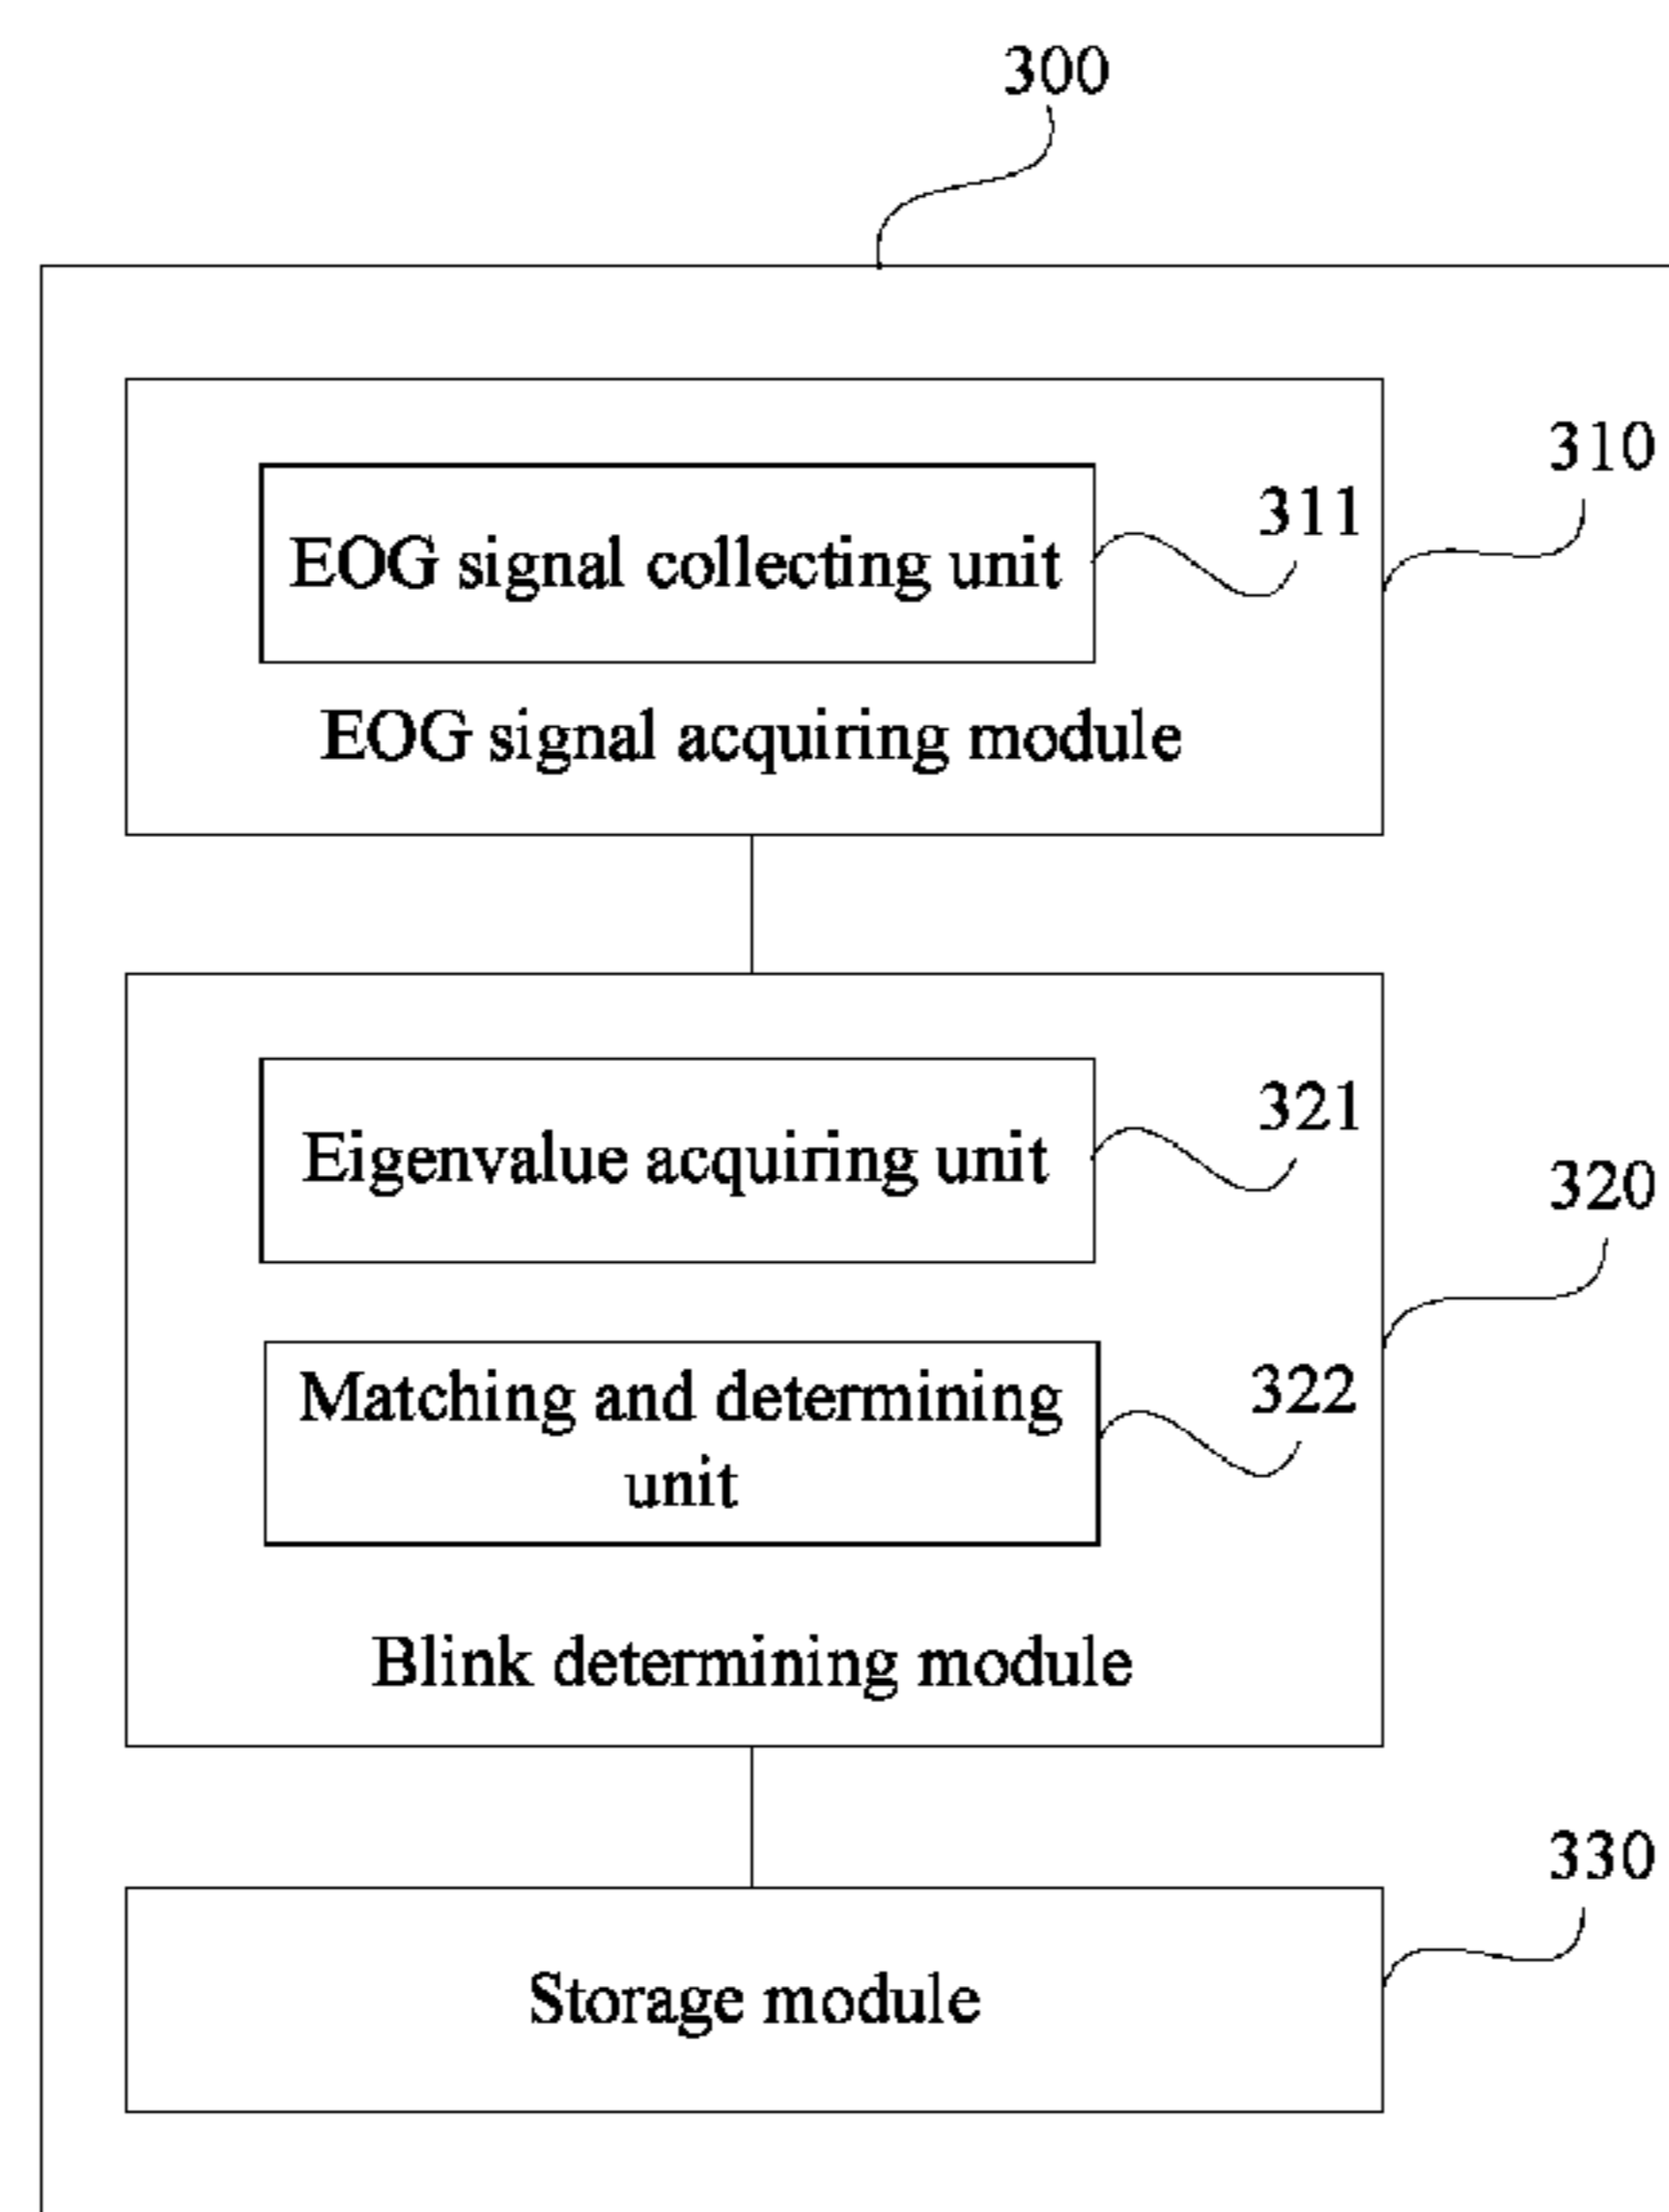 300
310
311
EOG signal collecting unit
EOG signal acquiring module
321
Eigenvalue acquiring unit
320
322
Matching and determining
unit
Blink determining module
330
Storage module